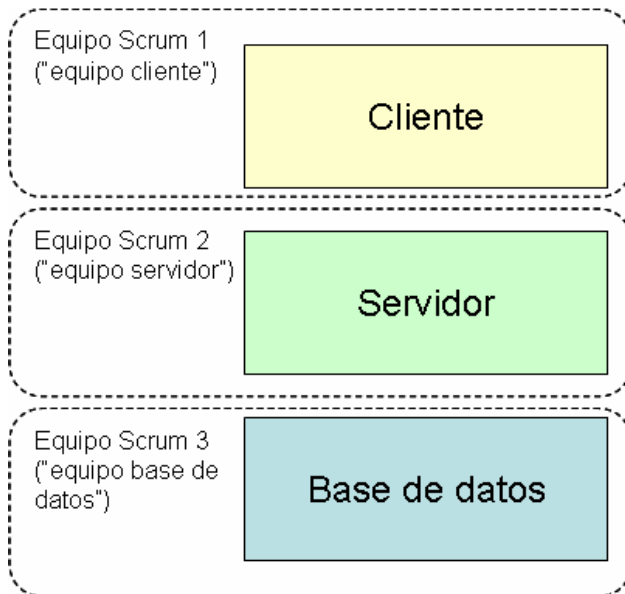 Equipo Scrum 1
("equipo cliente")
Cliente
Equipo Scrum 2
("equipo servidor")
Servidor
Equipo Scrum 3
("equipo base de
datos")
Base de datos